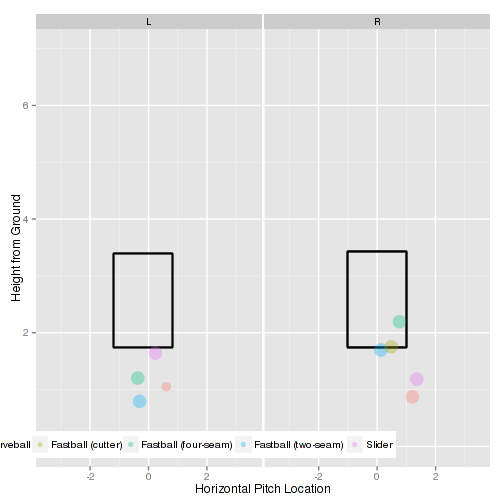 L R
6
4
2
Height from Ground
rveball Fastball (cutter) Fastball (four-seam) Fastball (two-seam) Slider
-2 0 2 -2 0 2
Horizontal Pitch Location